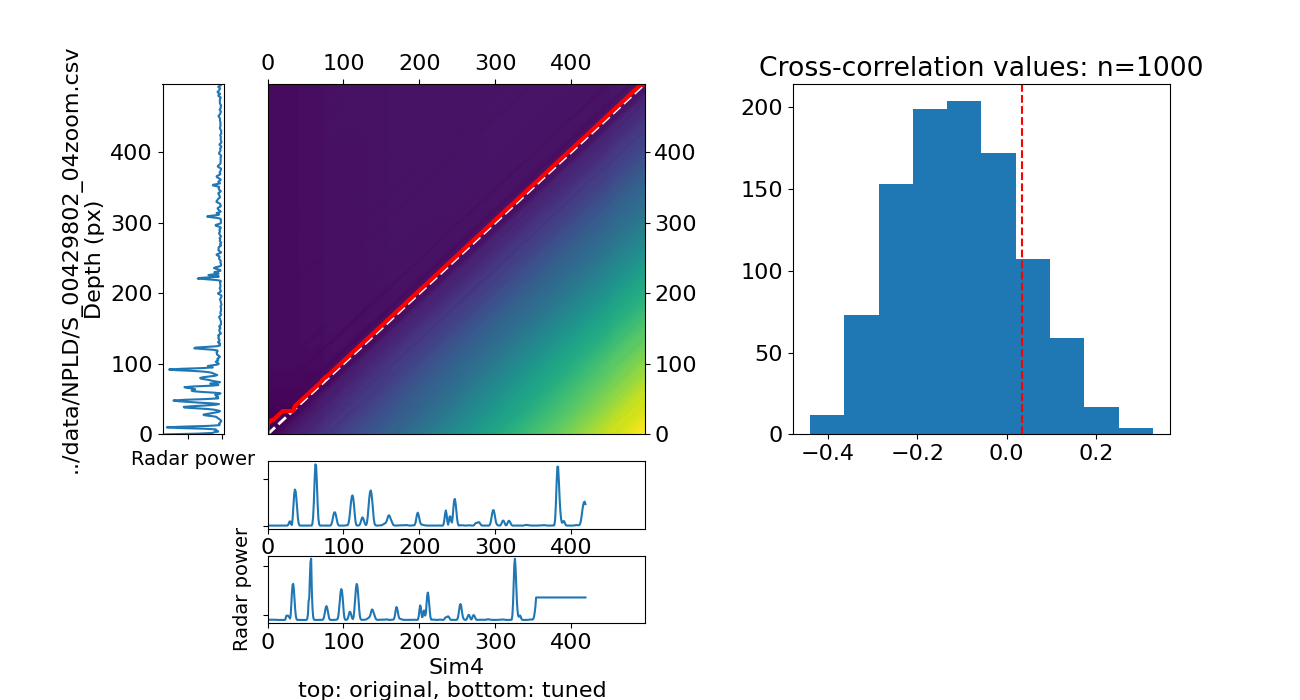 0 100 200 300 400
Cross-correlation values: n=1000
../data/NPLD/S_00429802_04zoom.csv
Depth (px)
400
300
200
100
0
Radar power
400
300
200
100
0
200
150
100
50
0
−0.4 −0.2 0.0 0.2
0 100 200 300 400
Radar power
0 100 200 300 400
Sim4
top: original, bottom: tuned